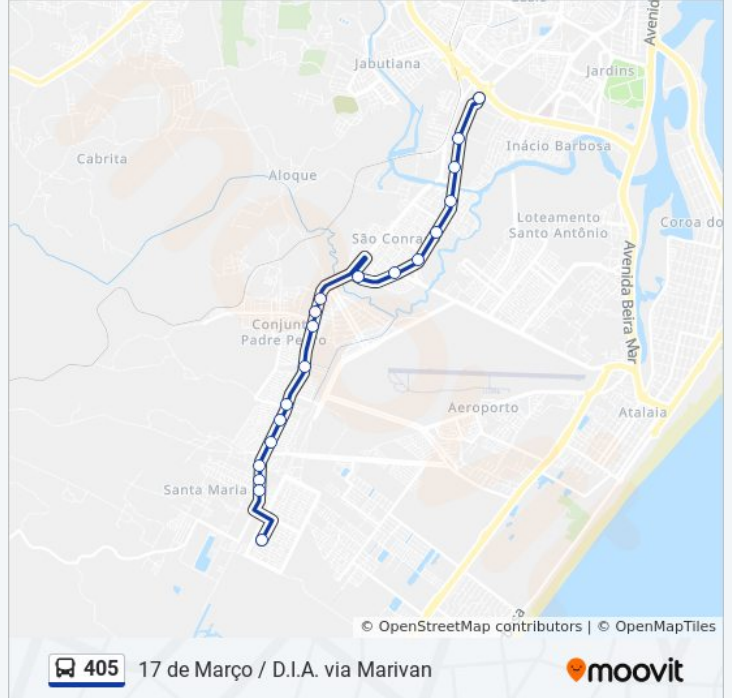 Jabutiana
Jardins
Avenid
Inácio Barbosa
Cabrita
Aloque
São Conra
Loteamento
Santo Antônio
Coroa do
Avenida Beira Mar
Conjunt
Padre Pe o
Aeroporto
Atalaia
Santa Maria
© OpenStreetMap contributors | © OpenMapTiles
405 17 de Março / D.I.A. via Marivan
moovit